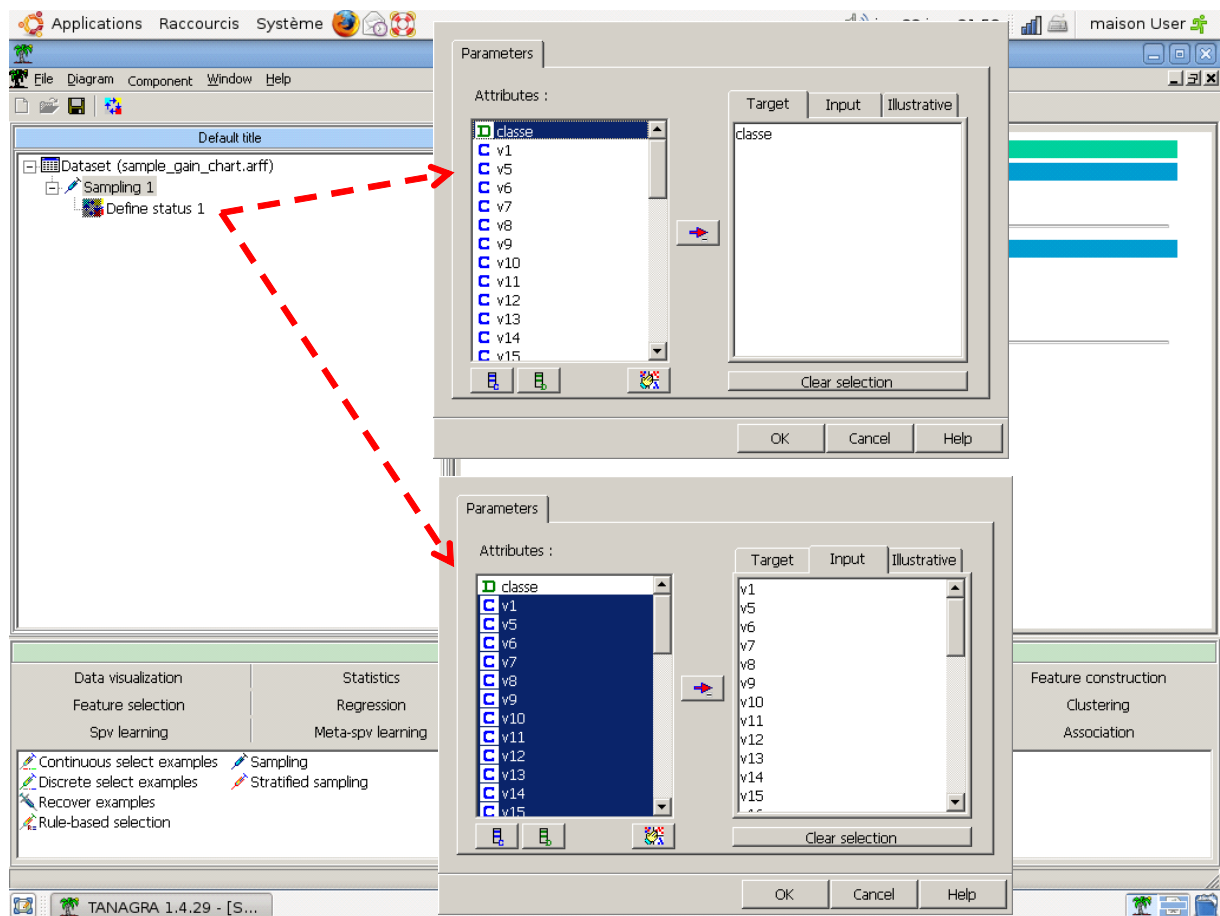 Applications Raccourcis Système
maison User
File Diagram Component Window Help
Default title
Dataset (sample_gain_chart.arff)
Sampling 1
Define status 1
Parameters
Attributes :
classe
v1
v5
v6
v7
v8
v9
v10
v11
v12
v13
v14
v15
Target Input Illustrative
classe
Clear selection
OK Cancel Help
Parameters
Attributes :
classe
v1
v5
v6
v7
v8
v9
v10
v11
v12
v13
v14
v15
Target Input Illustrative
v1
v5
v6
v7
v8
v9
v10
v11
v12
v13
v14
v15
Clear selection
OK Cancel Help
Data visualization Statistics Feature construction
Feature selection Regression Clustering
Spv learning Meta-spv learning Association
Continuous select examples Sampling
Discrete select examples Stratified sampling
Recover examples
Rule-based selection
TANAGRA 1.4.29 - [S...